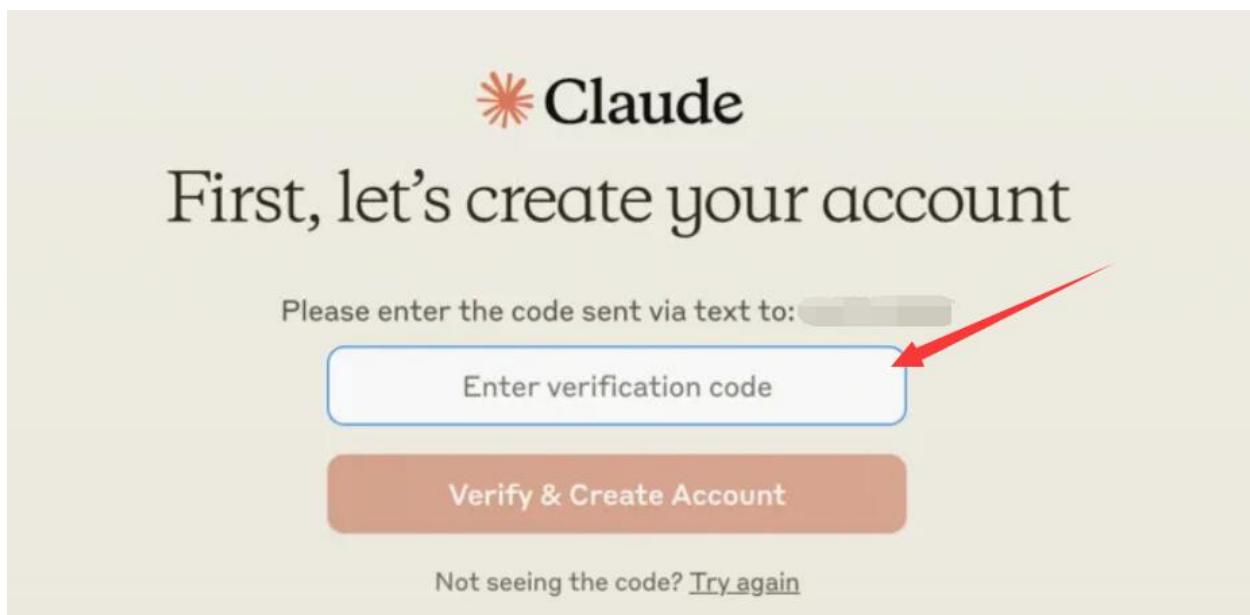 Claude
First, let's create your account
Please enter the code sent via text to:
Enter verification code
Verify & Create Account
Not seeing the code? Try again